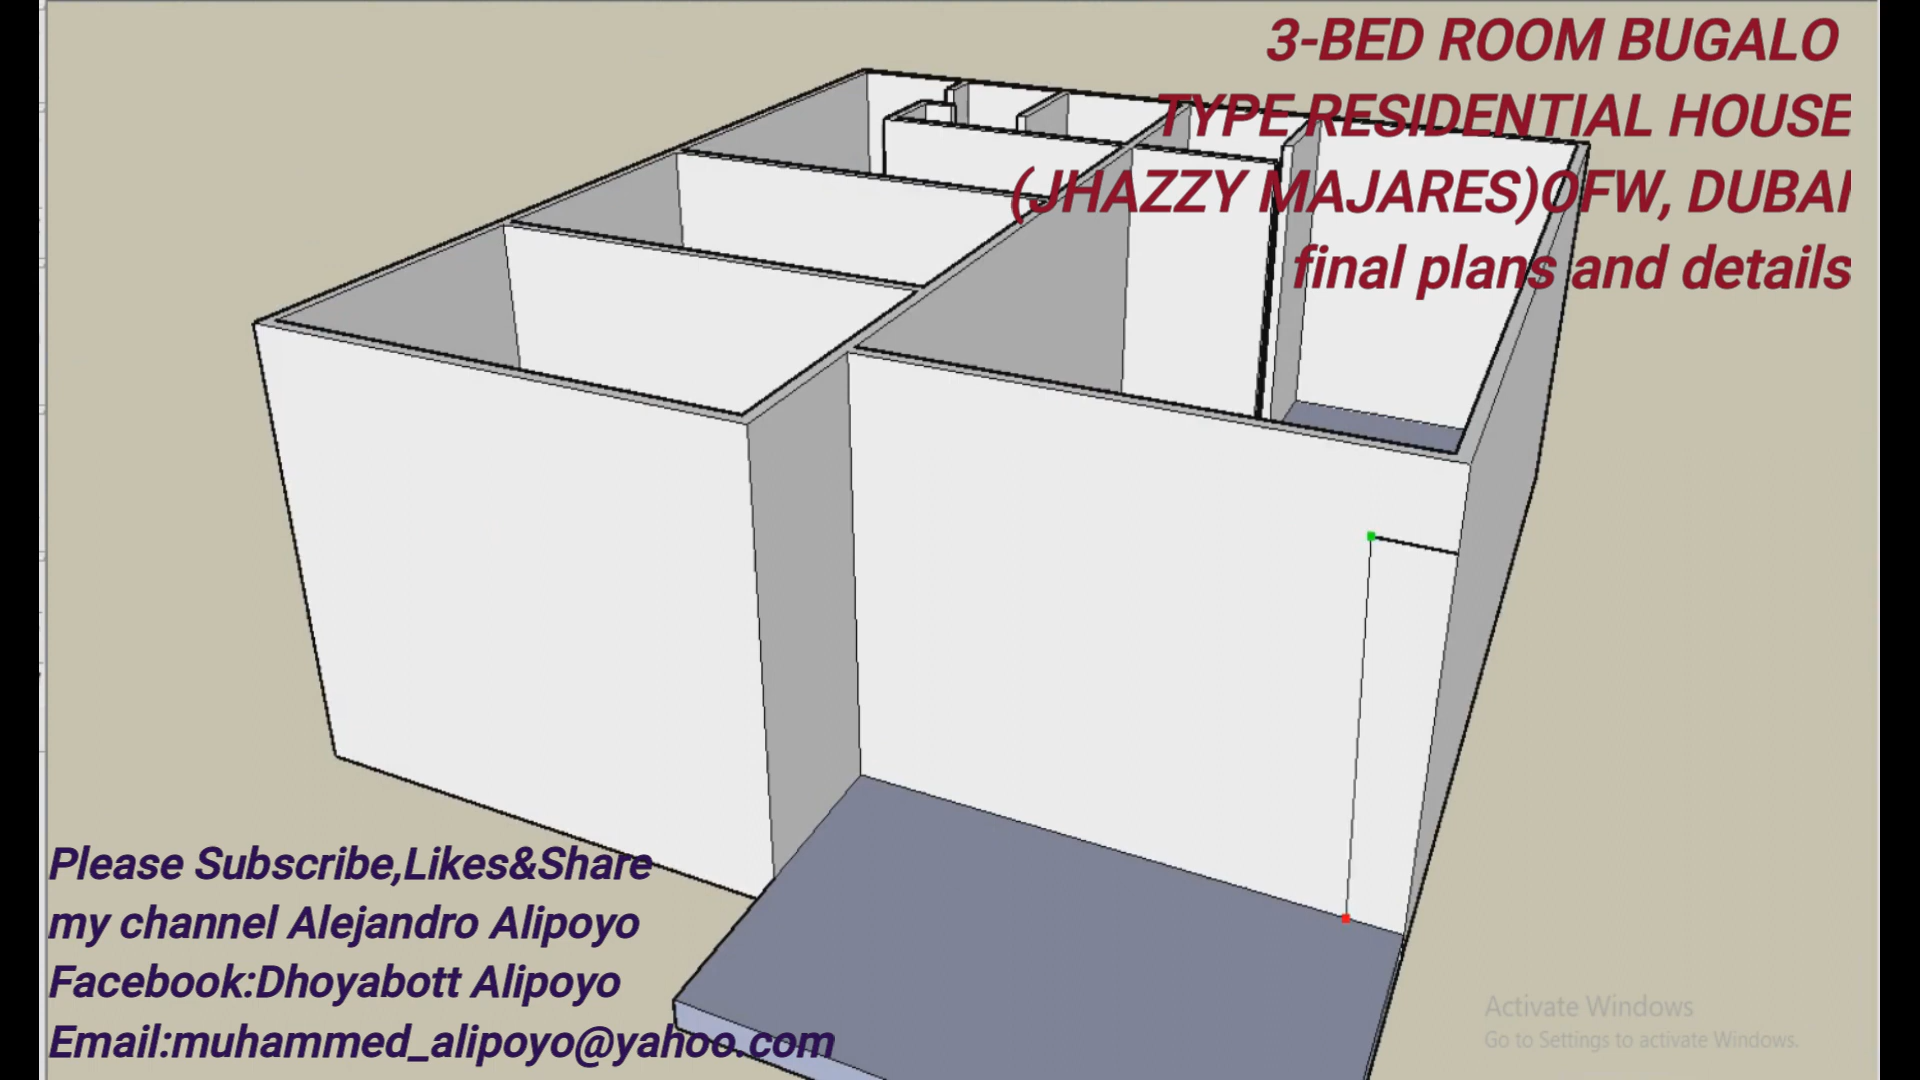 3-BED ROOM BUGALO
TYPE RESIDENTIAL HOUSE
(JHAZZY MAJARES)OFW, DUBAI
final plans and details
Please Subscribe,Likes&Share
my channel Alejandro Alipoyo
Facebook:Dhoyabott Alipoyo
Email:muhammed_alipoyo@yahoo.com
Activate Windows
Go to Settings to activate Windows.